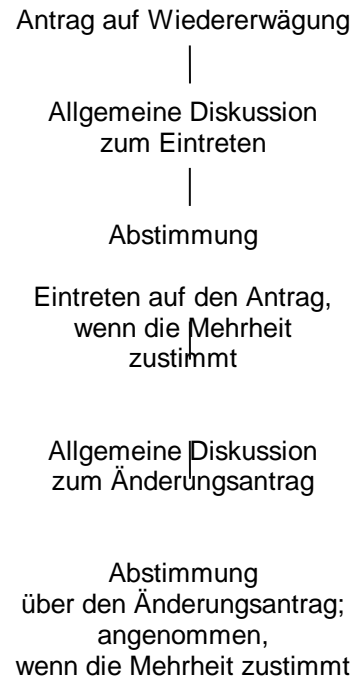 Antrag auf Wiedererwägung
Allgemeine Diskussion
zum Eintreten
Abstimmung
Eintreten auf den Antrag,
wenn die Mehrheit
zustimmt
Allgemeine Diskussion
zum Änderungsantrag
Abstimmung
über den Änderungsantrag;
angenommen,
wenn die Mehrheit zustimmt